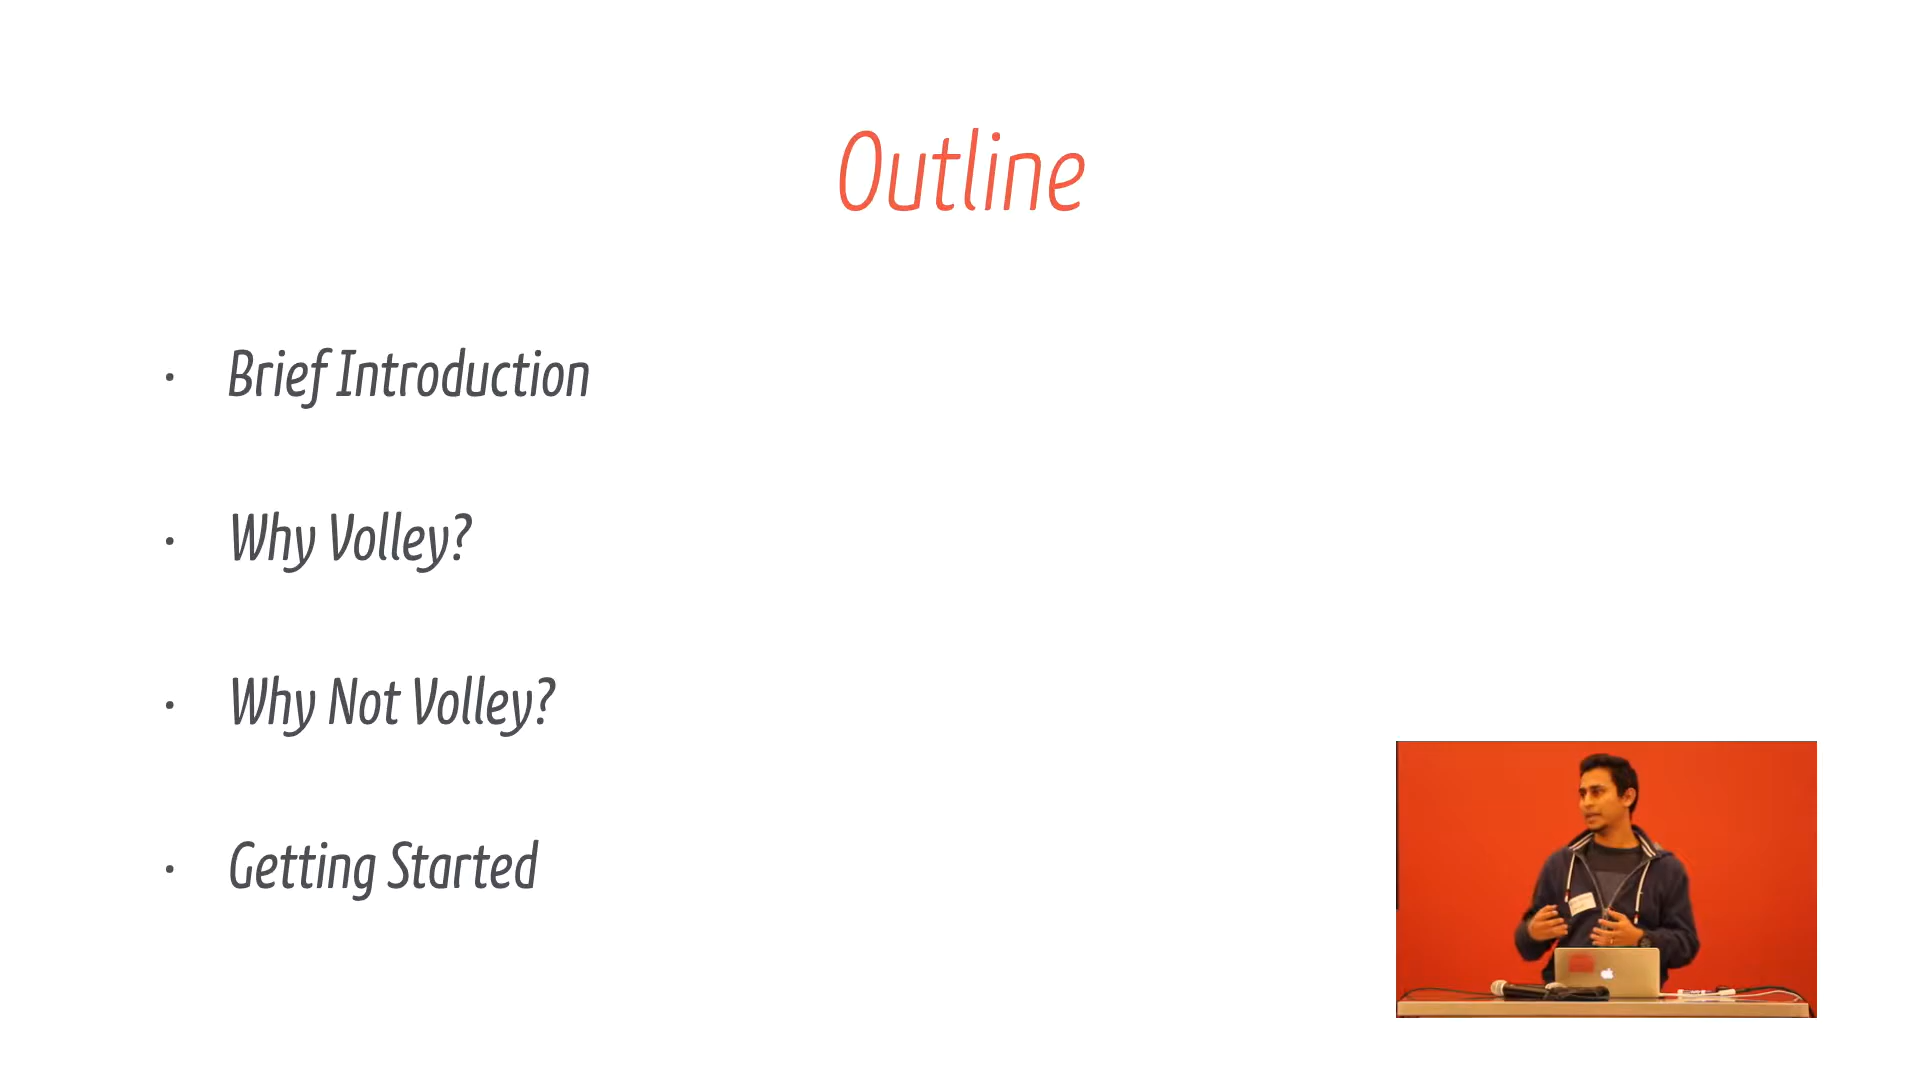 Outline
• Brief Introduction
• Why Volley?
• Why Not Volley?
• Getting Started